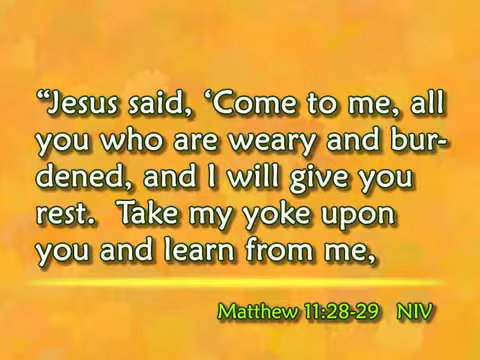 “Jesus said, ‘Come to me, all
you who are weary and bur-
dened, and I will give you
rest.  Take my yoke upon
you and learn from me,
Matthew 11:28-29   NIV